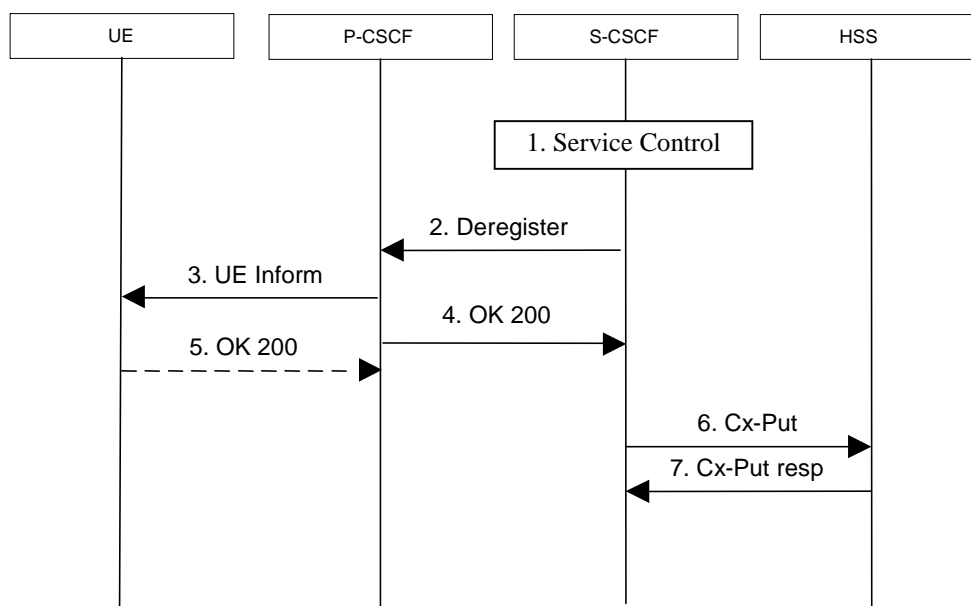 UE
P-CSCF
S-CSCF
HSS
1. Service Control
2. Deregister
3. UE Inform
4. OK 200
5. OK 200
6. Cx-Put
7. Cx-Put resp